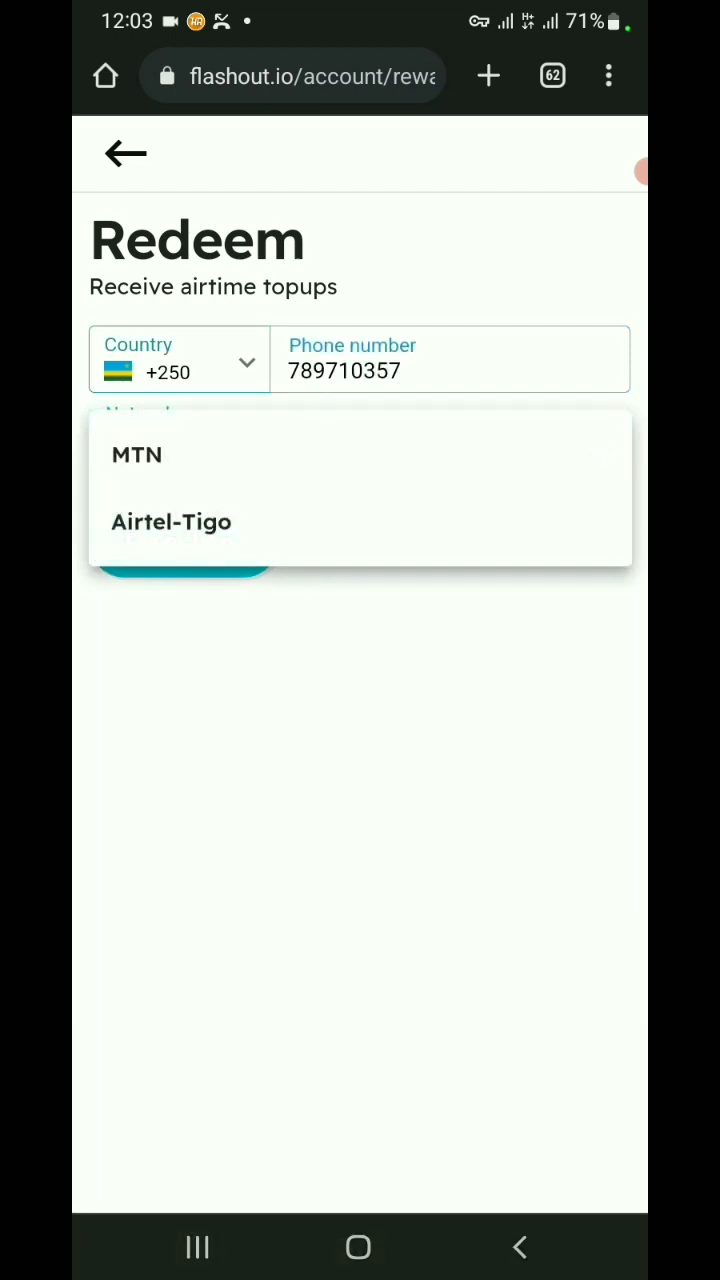 12:03
71%
flashout.io/account/rewa
62
Redeem
Receive airtime topups
Country
+250
Phone number
789710357
MTN
Airtel-Tigo